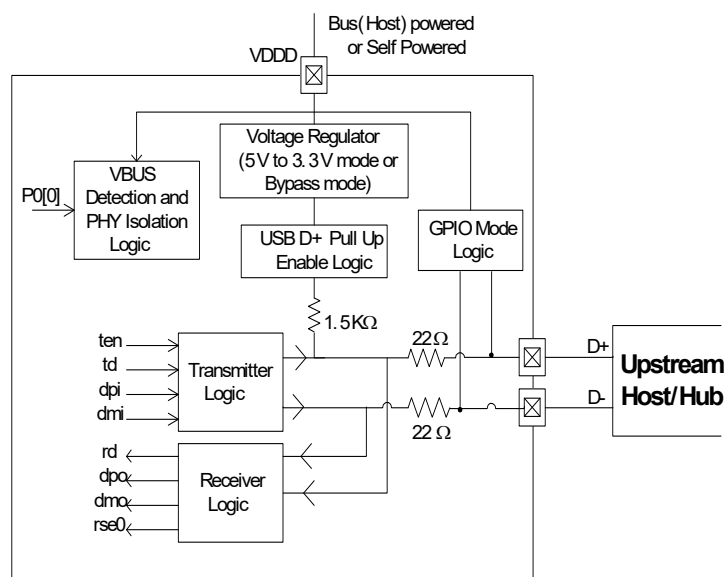 Bus(Host) powered
or Self Powered
VDDD
Voltage Regulator
(5V to 3.3V mode or
Bypass mode)
VBUS
Detection and
PHY Isolation
Logic
P0[0]
USB D+ Pull Up
Enable Logic
GPIO Mode
Logic
1.5KΩ
22Ω
D+
Upstream
Host/Hub
D-
22Ω
ten
td
dpi
dmi
Transmitter
Logic
rd
dpo
dmo
rse0
Receiver
Logic